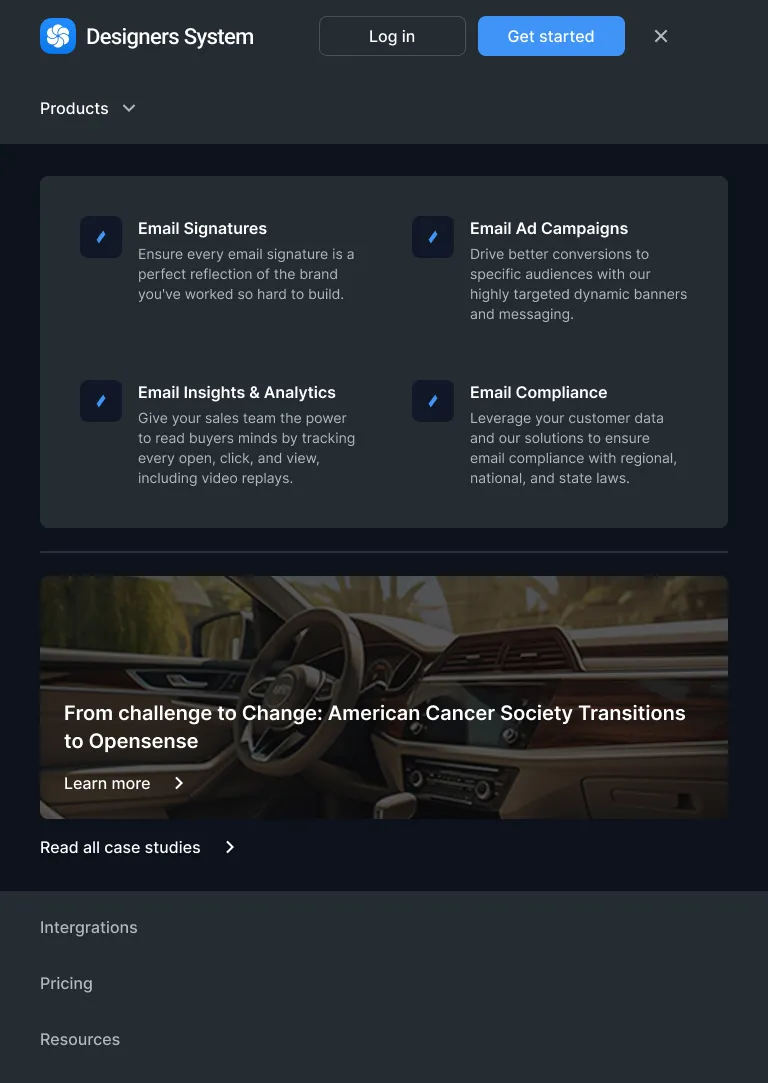 Designers System
Log in
Get started
Products
Email Signatures
Ensure every email signature is a
perfect reflection of the brand
you've worked so hard to build.
Email Ad Campaigns
Drive better conversions to
specific audiences with our
highly targeted dynamic banners
and messaging.
Email Insights & Analytics
Give your sales team the power
to read buyers minds by tracking
every open, click, and view,
including video replays.
Email Compliance
Leverage your customer data
and our solutions to ensure
email compliance with regional,
national, and state laws.
From challenge to Change: American Cancer Society Transitions
to Opensense
Learn more
Read all case studies
Intergrations
Pricing
Resources